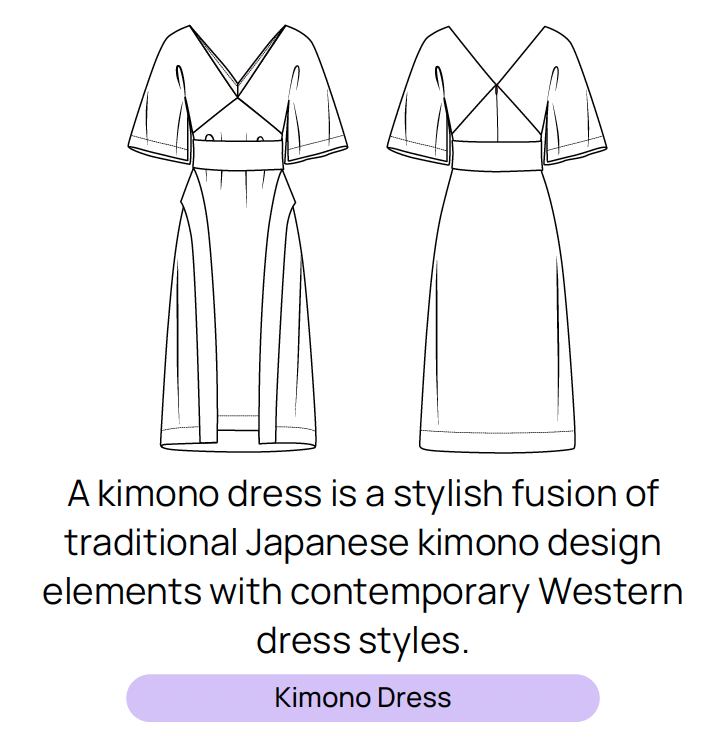 A kimono dress is a stylish fusion of
traditional Japanese kimono design
elements with contemporary Western
dress styles.
Kimono Dress